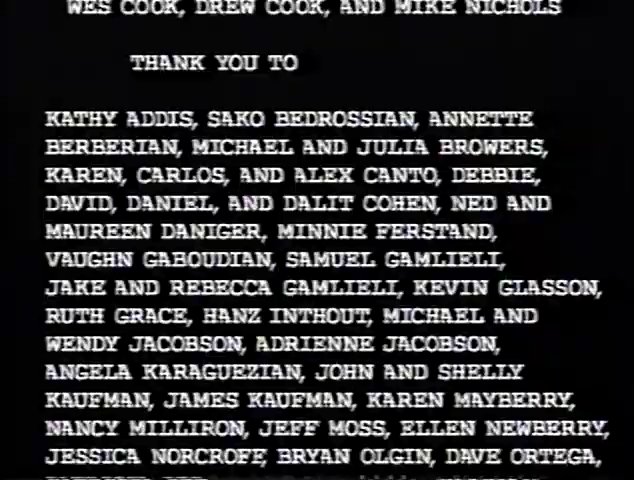 WES COOK, DREW COOK, AND MIKE NICHOLS
THANK YOU TO
KATHY ADDIS, SAKO BEDROSSIAN, ANNETTE
BERBERIAN, MICHAEL AND JULIA BROWERS,
KAREN, CARLOS, AND ALEX CANTO, DEBBIE,
DAVID, DANIEL, AND DALIT COHEN, NED AND
MAUREEN DANIGER, MINNIE FERSTAND,
VAUGHN GABOUDIAN, SAMUEL GAMLIELI,
JAKE AND REBECCA GAMLIELI, KEVIN GLASSON,
RUTH GRACE, HANZ INTHOUT, MICHAEL AND
WENDY JACOBSON, ADRIENNE JACOBSON,
ANGELA KARAGUEZIAN, JOHN AND SHELLY
KAUFMAN, JAMES KAUFMAN, KAREN MAYBERRY,
NANCY MILLIRON, JEFF MOSS, ELLEN NEWBERRY,
JESSICA NORCROFF, BRYAN OLGIN, DAVE ORTEGA,